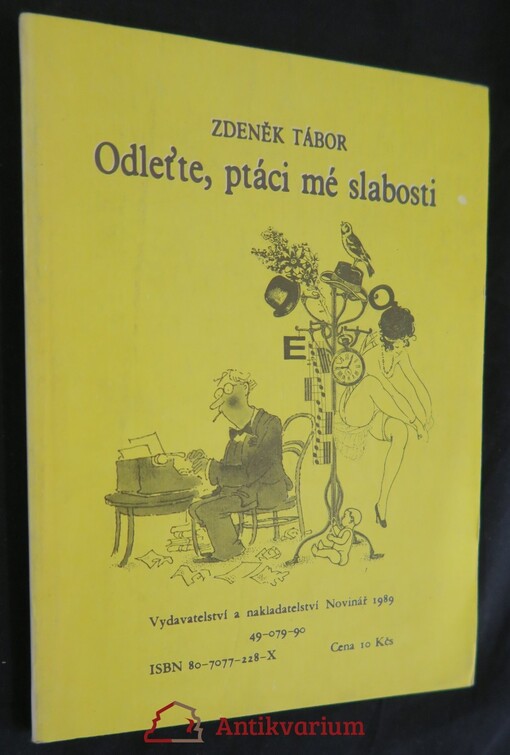 ZDENĚK TÁBOR
Odleťte, ptáci mé slabosti
E
Vydavatelství a nakladatelství Novinář 1989
49-079-90
ISBN 80-7077-228-X
Cena 10 Kčs
Antikvarium